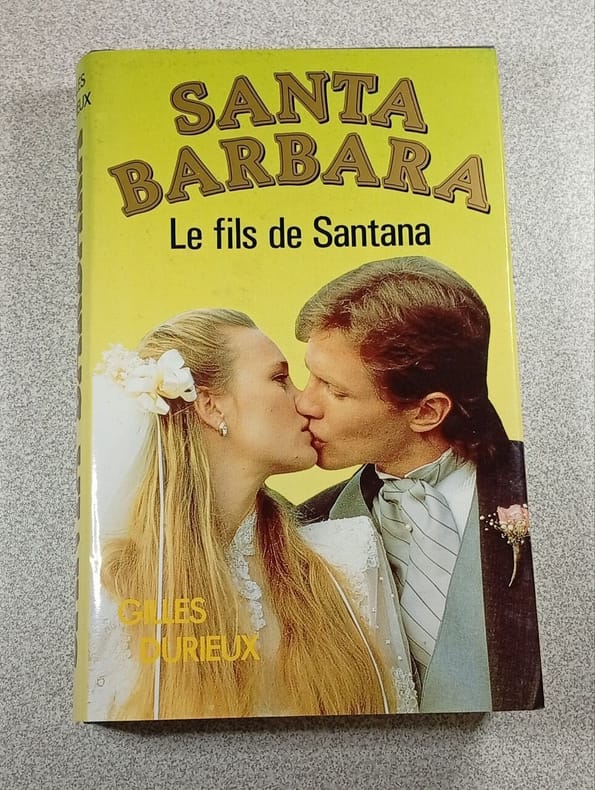 SANTA
BARBARA
Le fils de Santana
GILLES
DURIEUX